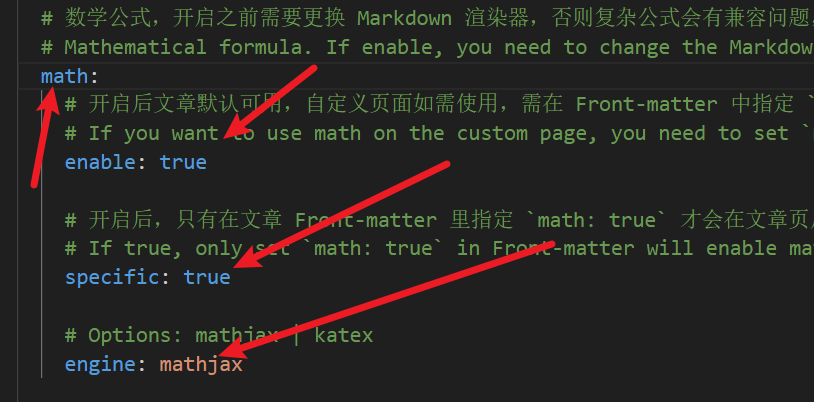 # 数学公式，开启之前需要更换 Markdown 渲染器，否则复杂公式会有兼容问题，
# Mathematical formula. If enable, you need to change the Markdow
math:
# 开启后文章默认可用，自定义页面如需使用，需在 Front-matter 中指定 `
# If you want to use math on the custom page, you need to set `
enable: true
# 开启后，只有在文章 Front-matter 里指定 `math: true` 才会在文章页
# If true, only set `math: true` in Front-matter will enable ma
specific: true
# Options: mathjax | katex
engine: mathjax